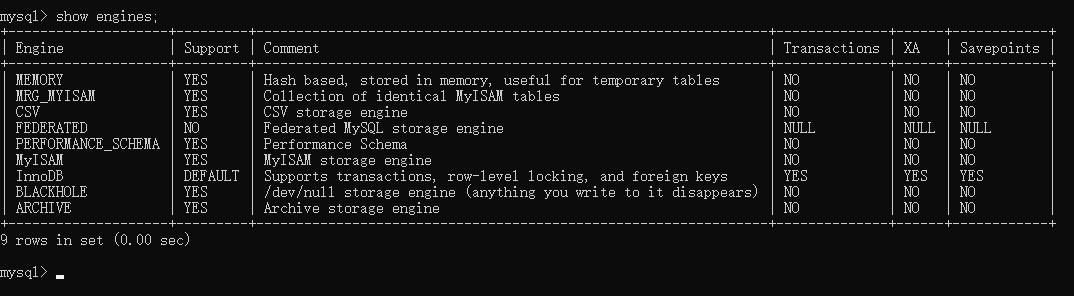 mysql> show engines;
+--------------------+---------+----------------------------------------------------------------+--------------+------+------------+
| Engine             | Support | Comment                                                        | Transactions | XA   | Savepoints |
+--------------------+---------+----------------------------------------------------------------+--------------+------+------------+
| MEMORY             | YES     | Hash based, stored in memory, useful for temporary tables      | NO           | NO   | NO         |
| MRG_MYISAM         | YES     | Collection of identical MyISAM tables                          | NO           | NO   | NO         |
| CSV                | YES     | CSV storage engine                                             | NO           | NO   | NO         |
| FEDERATED          | NO      | Federated MySQL storage engine                                 | NULL         | NULL | NULL       |
| PERFORMANCE_SCHEMA | YES     | Performance Schema                                             | NO           | NO   | NO         |
| MyISAM             | YES     | MyISAM storage engine                                          | NO           | NO   | NO         |
| InnoDB             | DEFAULT | Supports transactions, row-level locking, and foreign keys     | YES          | YES  | YES        |
| BLACKHOLE          | YES     | /dev/null storage engine (anything you write to it disappears) | NO           | NO   | NO         |
| ARCHIVE            | YES     | Archive storage engine                                         | NO           | NO   | NO         |
+--------------------+---------+----------------------------------------------------------------+--------------+------+------------+
9 rows in set (0.00 sec)
mysql>